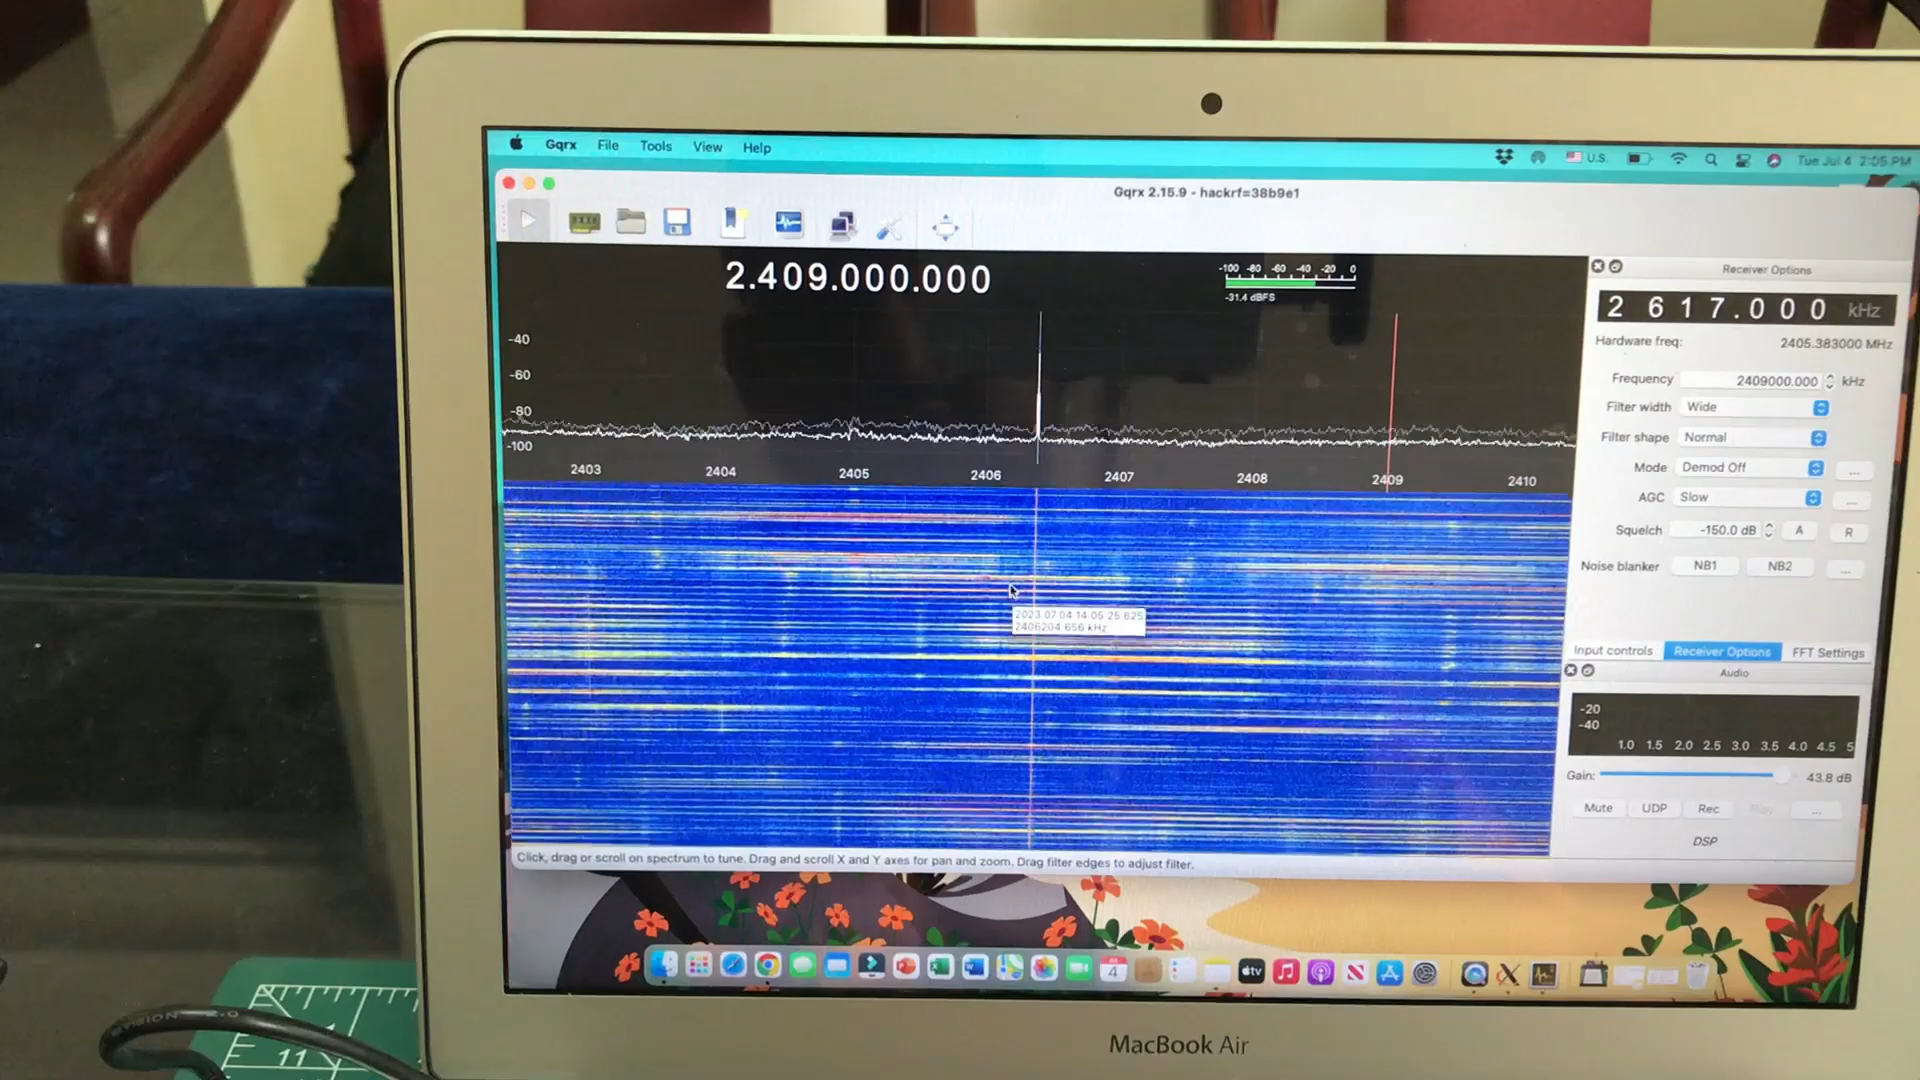 Gqrx File Tools View Help
U.S. Tue Jul 4 2:05 PM
Gqrx 2.15.9 - hackrf=38b9e1
2.409.000.000
-100 -80 -60 -40 -20 0
-31.4 dBFS
-40
-60
-80
-100
2403 2404 2405 2406 2407 2408 2409 2410
2023.07.04 14:05:25.625
2406204.656 kHz
Click, drag or scroll on spectrum to tune. Drag and scroll X and Y axes for pan and zoom. Drag filter edges to adjust filter.
Receiver Options
2 617.000 kHz
Hardware freq: 2405.383000 MHz
Frequency 2409000.000 kHz
Filter width Wide
Filter shape Normal
Mode Demod Off ...
AGC Slow ...
Squelch -150.0 dB A R
Noise blanker NB1 NB2 ...
Input controls Receiver Options FFT Settings
Audio
-20
-40
1.0 1.5 2.0 2.5 3.0 3.5 4.0 4.5 5
Gain: 43.8 dB
Mute UDP Rec Play ...
DSP
4
tv
MacBook Air
11